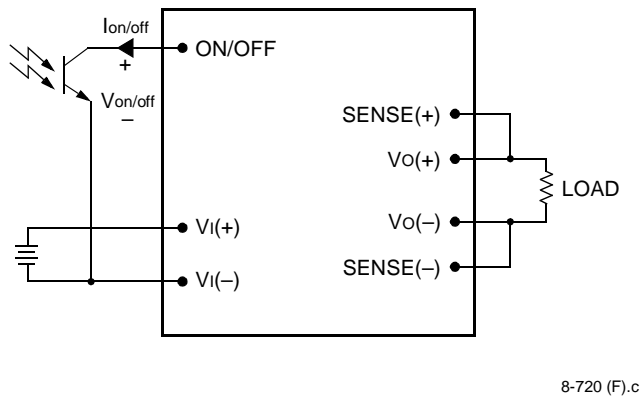 Ion/off
ON/OFF
+
Von/off
–
SENSE(+)
VO(+)
LOAD
VI(+)
VO(–)
SENSE(–)
VI(–)
8-720 (F).c